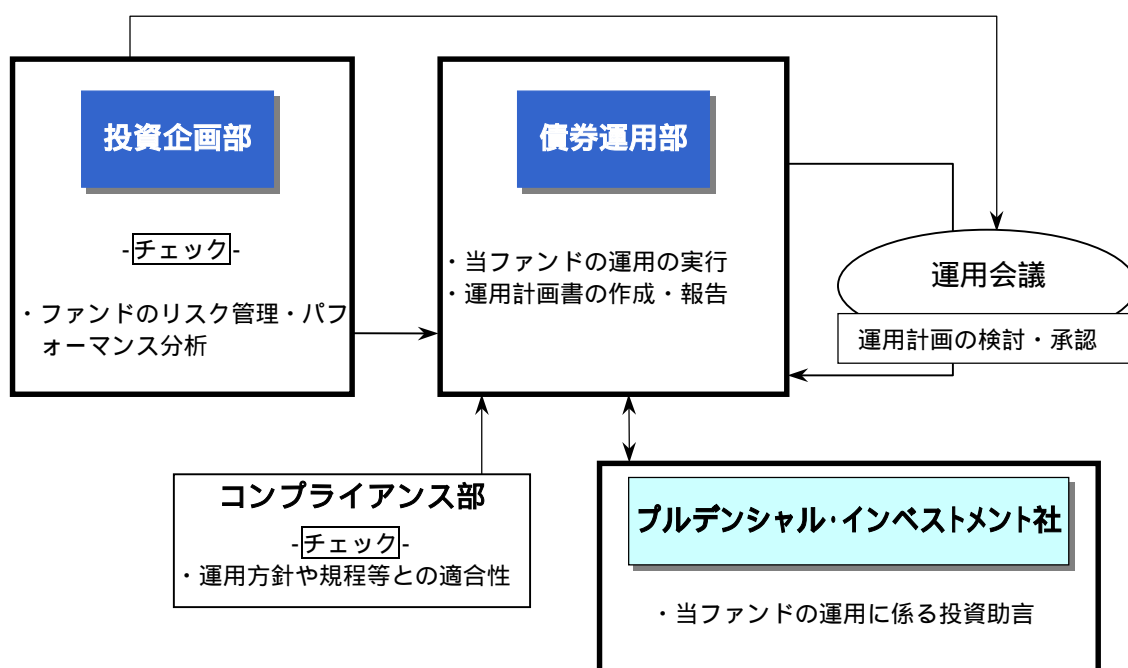 投資企画部
-チェック-
・ファンドのリスク管理・パフ
ォーマンス分析
債券運用部
・当ファンドの運用の実行
・運用計画書の作成・報告
運用会議
運用計画の検討・承認
コンプライアンス部
-チェック-
・運用方針や規程等との適合性
プルデンシャル・インベストメント社
・当ファンドの運用に係る投資助言